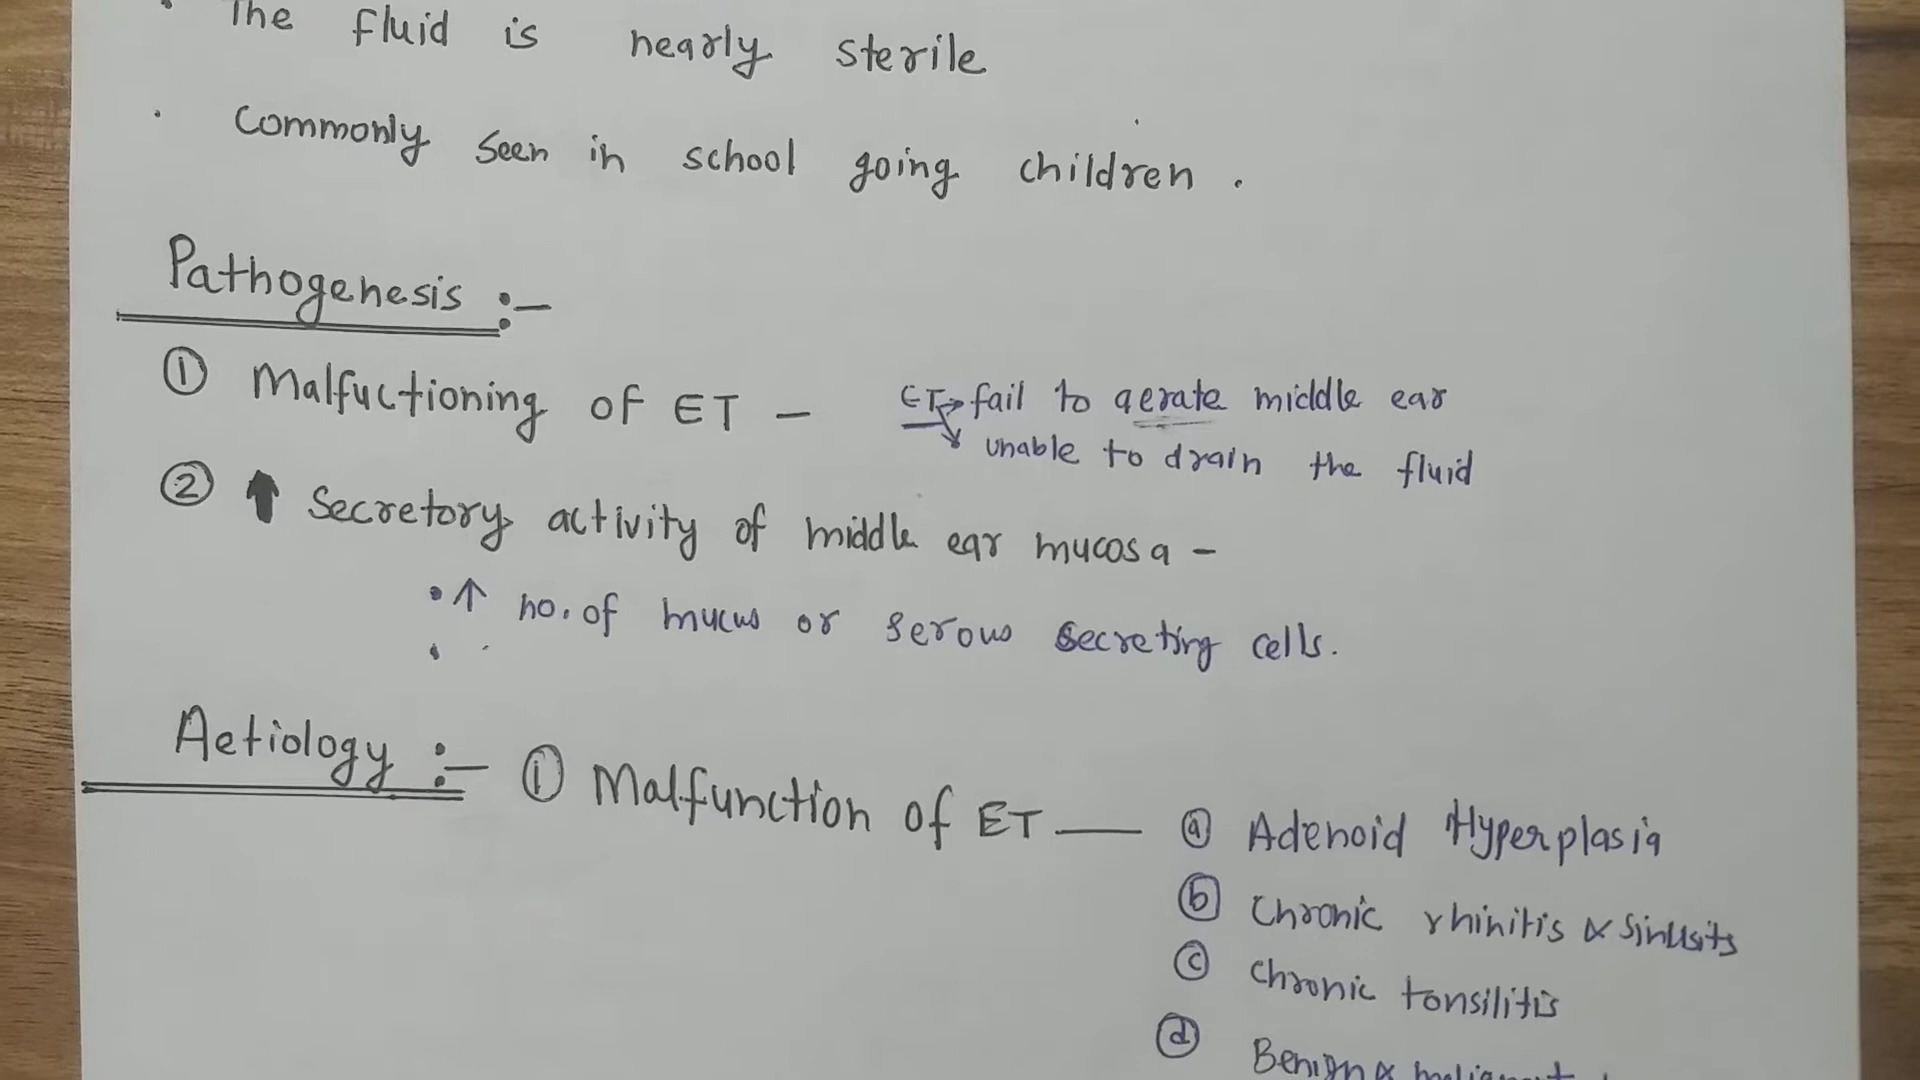 • The fluid is nearly sterile
• Commonly seen in school going children.
Pathogenesis :-
① Malfuctioning of ET - ET → fail to aerate middle ear
↘ unable to drain the fluid
② ↑ Secretory activity of middle ear mucosa -
• ↑ no. of mucus or serous secreting cells.
•
Aetiology :- ① Malfunction of ET — ⓐ Adenoid Hyperplasia
ⓑ Chronic rhinitis & Sinusits
ⓒ Chronic tonsilitis
ⓓ Benign & malignant